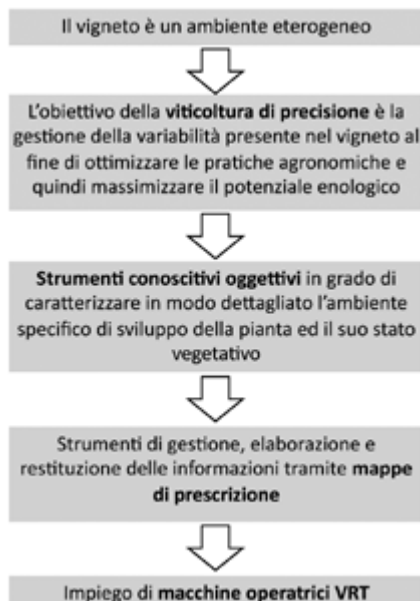 Il vigneto è un ambiente eterogeneo
L'obiettivo della viticoltura di precisione è la
gestione della variabilità presente nel vigneto al
fine di ottimizzare le pratiche agronomiche e
quindi massimizzare il potenziale enologico
Strumenti conoscitivi oggettivi in grado di
caratterizzare in modo dettagliato l'ambiente
specifico di sviluppo della pianta ed il suo stato
vegetativo
Strumenti di gestione, elaborazione e
restituzione delle informazioni tramite mappe
di prescrizione
Impiego di macchine operatrici VRT